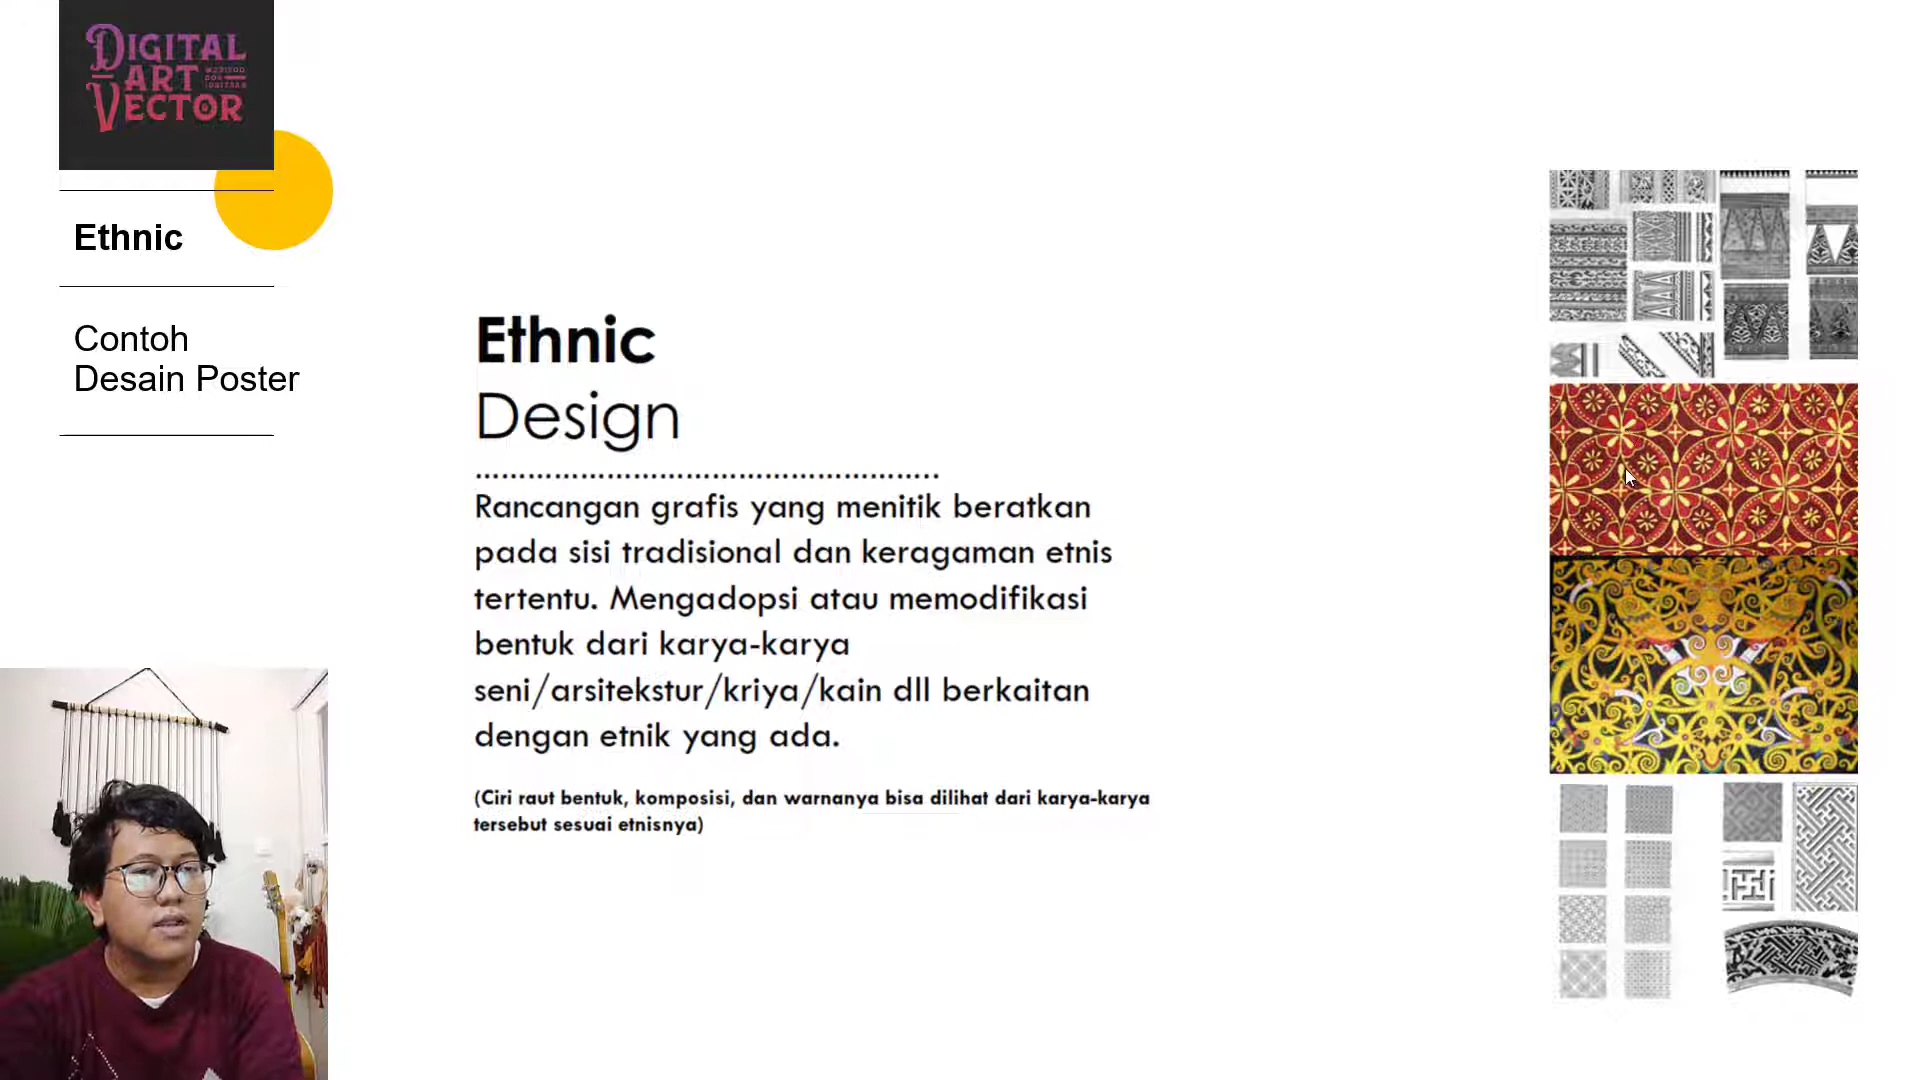 DIGITAL
ART
VECTOR
Ethnic
Contoh
Desain Poster
Ethnic
Design
Rancangan grafis yang menitik beratkan
pada sisi tradisional dan keragaman etnis
tertentu. Mengadopsi atau memodifikasi
bentuk dari karya-karya
seni/arsitekstur/kriya/kain dll berkaitan
dengan etnik yang ada.
(Ciri raut bentuk, komposisi, dan warnanya bisa dilihat dari karya-karya
tersebut sesuai etnisnya)